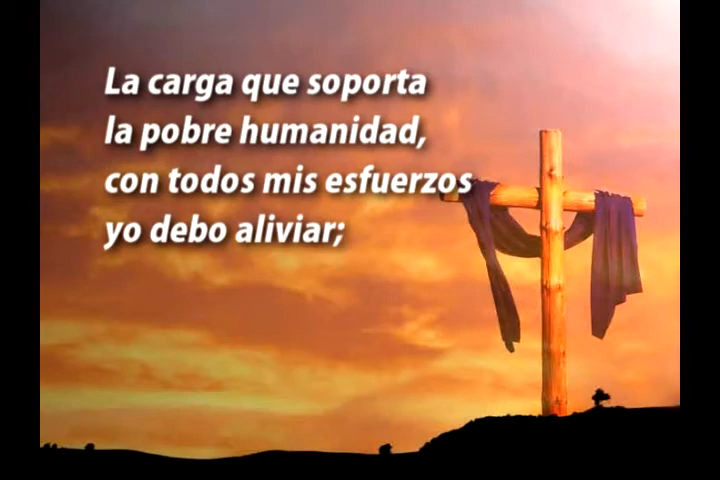 La carga que soporta
la pobre humanidad,
con todos mis esfuerzos
yo debo aliviar;